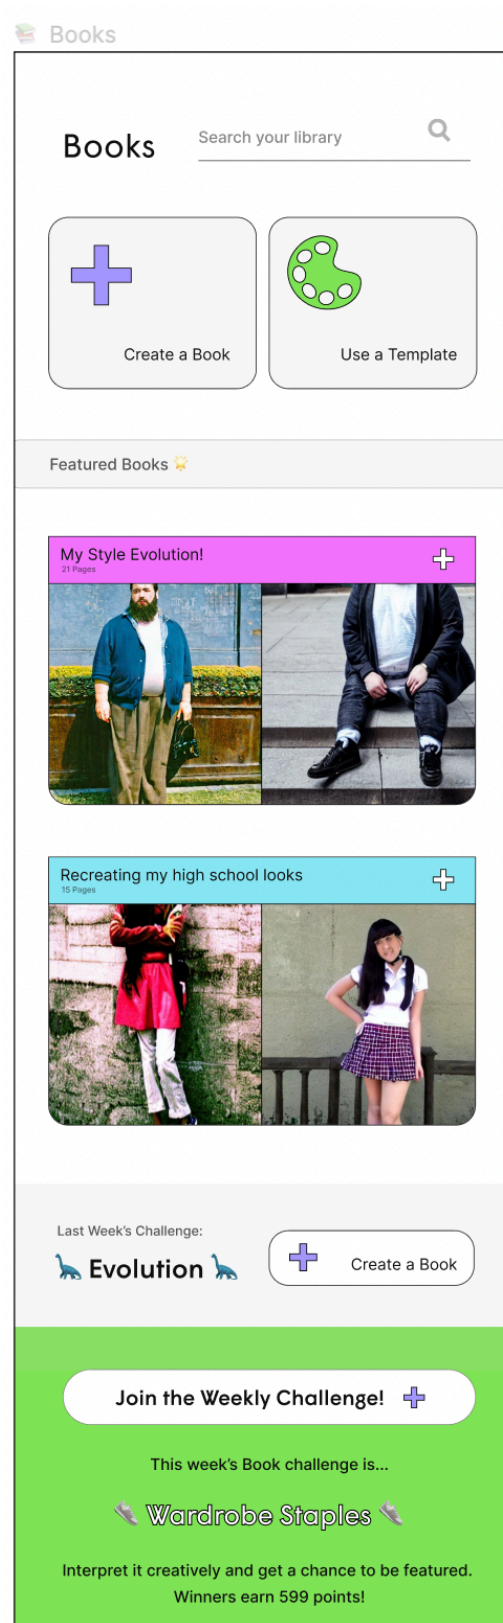 📚 Books
Books
Search your library
Create a Book
Use a Template
Featured Books 🌟
My Style Evolution!
21 Pages
Recreating my high school looks
15 Pages
Last Week's Challenge:
🦕 Evolution 🦕
Create a Book
Join the Weekly Challenge!
This week's Book challenge is...
👟 Wardrobe Staples 👟
Interpret it creatively and get a chance to be featured.
Winners earn 599 points!